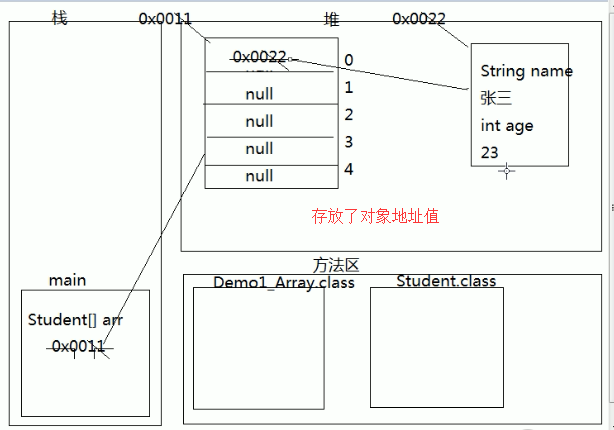 栈
0x0011
堆
0x0022
0x0022
0
null
1
null
2
null
3
null
4
String name
张三
int age
23
存放了对象地址值
方法区
main
Student[] arr
0x0011
Demo1_Array.class
Student.class